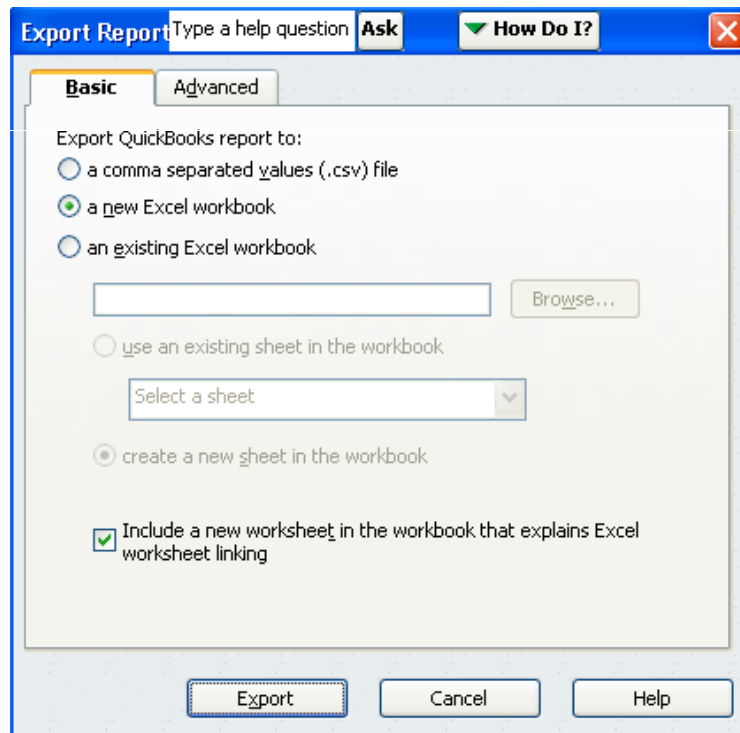 Export Report Type a help question Ask How Do I?
Basic Advanced
Export QuickBooks report to:
a comma separated values (.csv) file
a new Excel workbook
an existing Excel workbook
Browse...
use an existing sheet in the workbook
Select a sheet
create a new sheet in the workbook
Include a new worksheet in the workbook that explains Excel
worksheet linking
Export Cancel Help